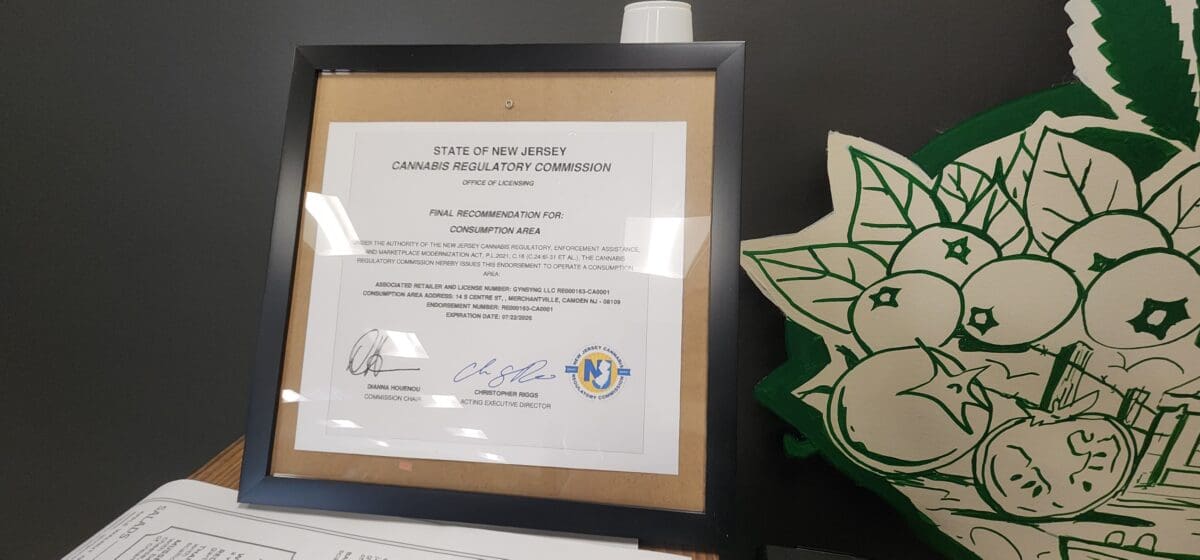 STATE OF NEW JERSEY
CANNABIS REGULATORY COMMISSION
OFFICE OF LICENSING
FINAL RECOMMENDATION FOR:
CONSUMPTION AREA
UNDER THE AUTHORITY OF THE NEW JERSEY CANNABIS REGULATORY, ENFORCEMENT ASSISTANCE,
AND MARKETPLACE MODERNIZATION ACT, P.L.2021, C.16 (C.24:6I-31 ET AL.), THE CANNABIS
REGULATORY COMMISSION HEREBY ISSUES THIS ENDORSEMENT TO OPERATE A CONSUMPTION
AREA:
ASSOCIATED RETAILER AND LICENSE NUMBER: GYNSYNG LLC RE000163-CA0001
CONSUMPTION AREA ADDRESS: 14 S CENTRE ST, , MERCHANTVILLE, CAMDEN NJ - 08109
ENDORSEMENT NUMBER: RE000163-CA0001
EXPIRATION DATE: 07/22/2026
DIANNA HOUENOU
COMMISSION CHAIR
CHRISTOPHER RIGGS
ACTING EXECUTIVE DIRECTOR
NEW JERSEY CANNABIS
NJ
REGULATORY COMMISSION
SALADS